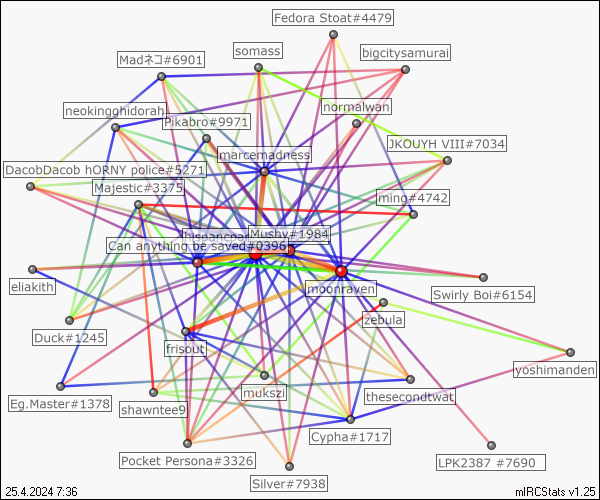 Fedora Stoat#4479
somass
bigcitysamurai
Madネコ#6901
neokingghidorah
normalwan
Pikabro#9971
JKOUYH VIII#7034
marcemadness
DacobDacob hORNY police#5271
Majestic#3375
ming#4742
Mushy#1984
Can anything be sayed#0396
eliakith
moonraven
Swirly Boi#6154
zebula
Duck#1245
frisout
yoshimanden
mukszi
thesecondtwat
Eg.Master#1378
shawntee9
Cypha#1717
Pocket Persona#3326
LPK2387 #7690
Silver#7938
25.4.2024 7:36
mIRCStats v1.25